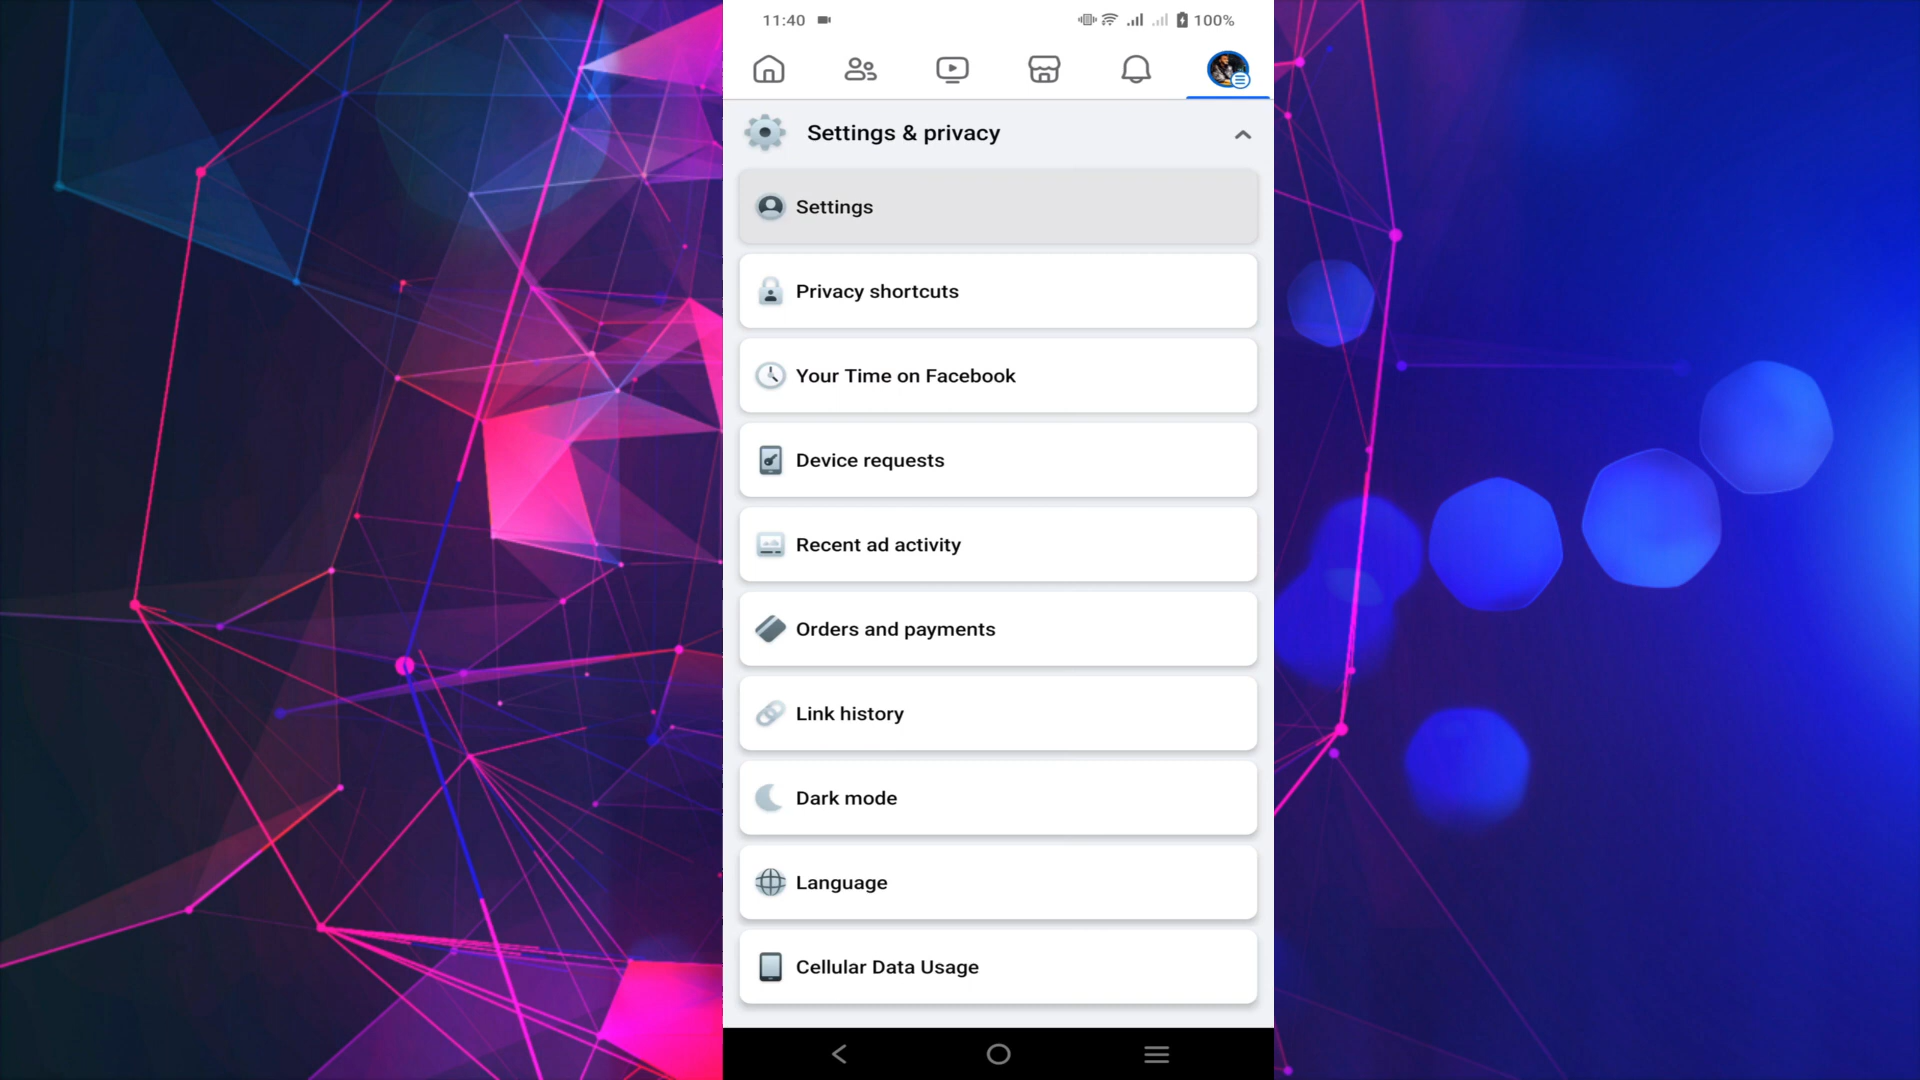 11:40
100%
Settings & privacy
Settings
Privacy shortcuts
Your Time on Facebook
Device requests
Recent ad activity
Orders and payments
Link history
Dark mode
Language
Cellular Data Usage